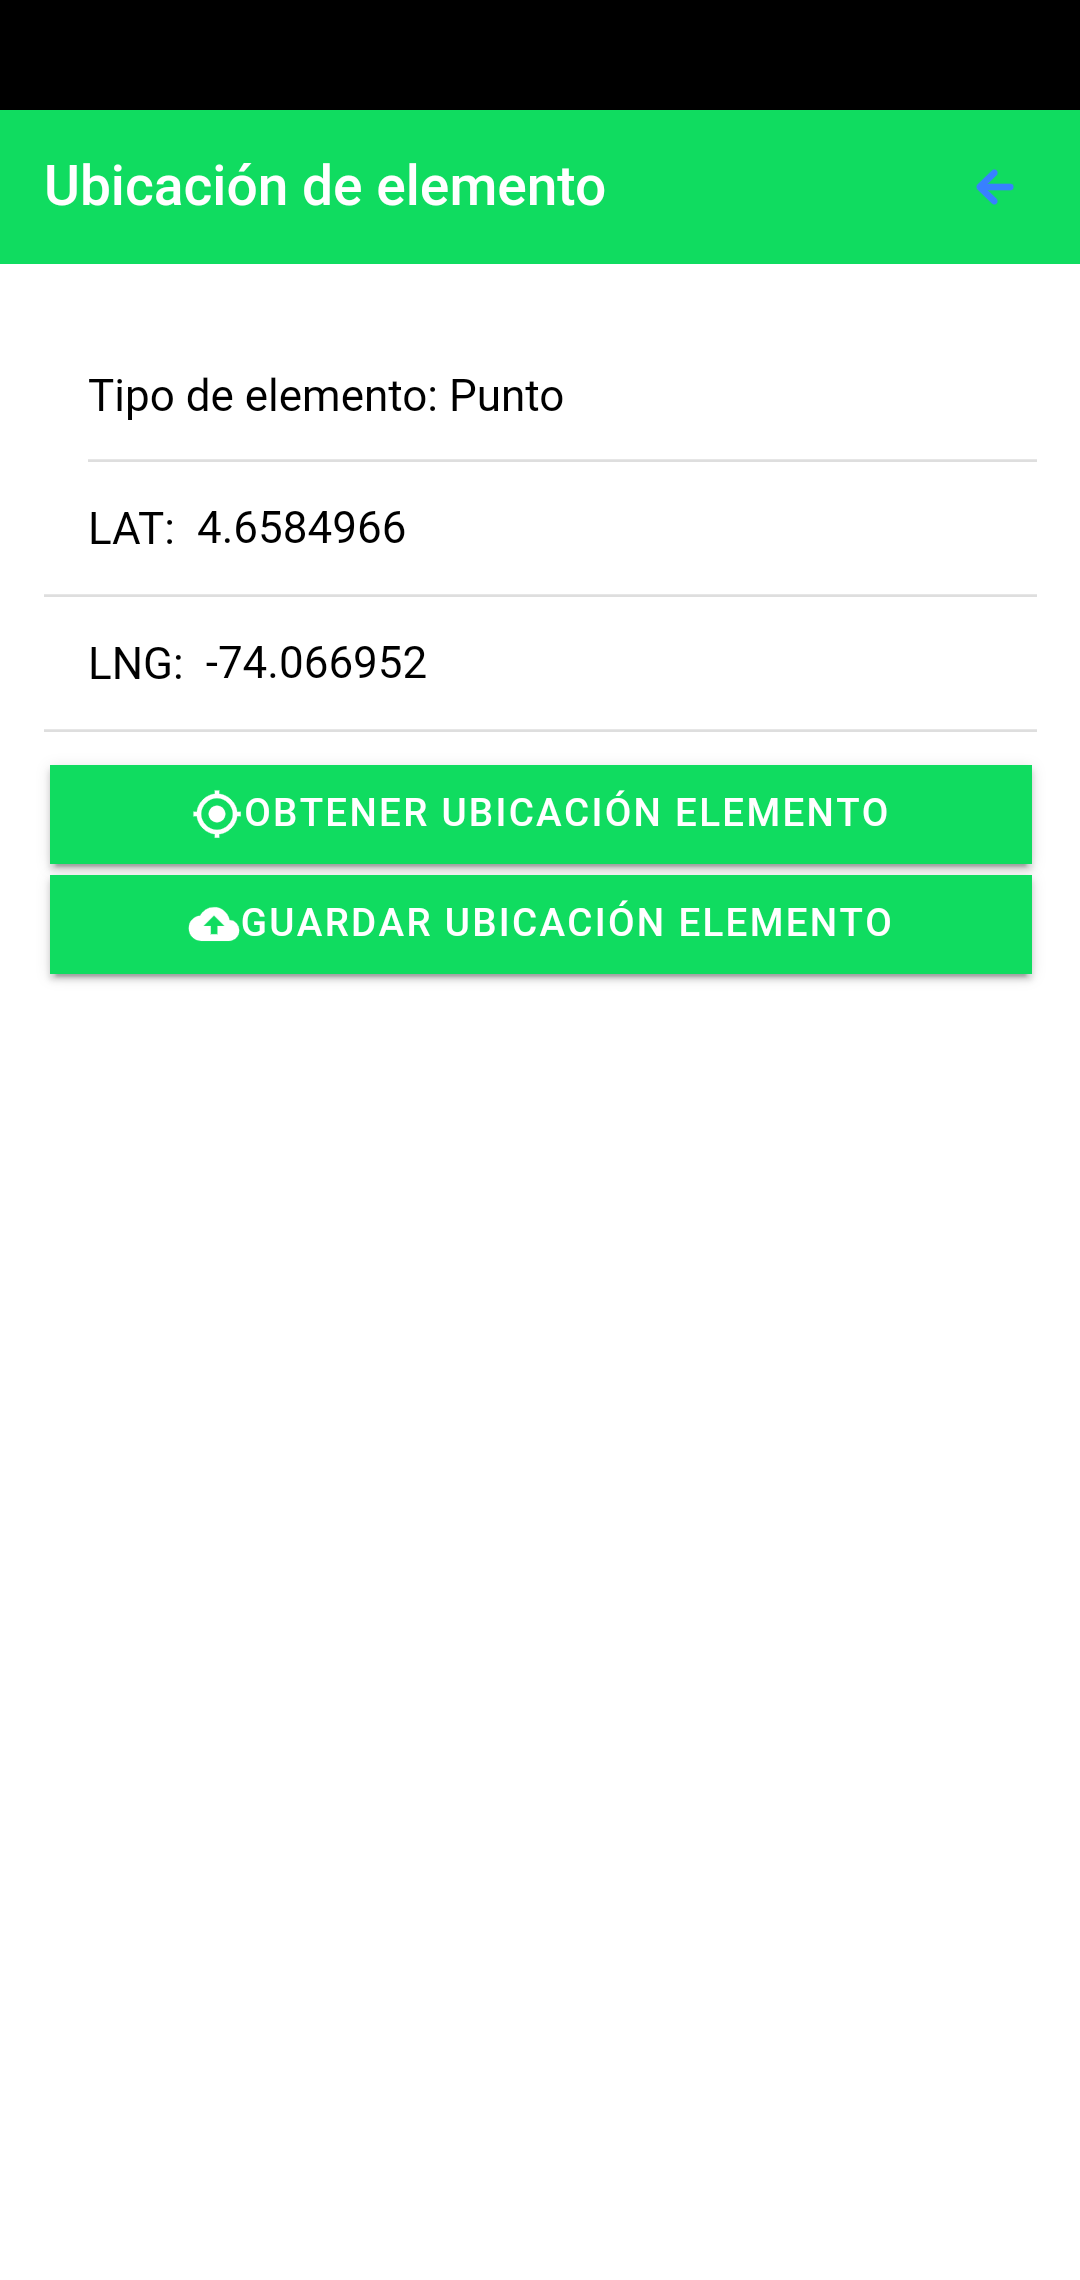 Ubicación de elemento
Tipo de elemento: Punto
LAT: 4.6584966
LNG: -74.066952
OBTENER UBICACIÓN ELEMENTO
GUARDAR UBICACIÓN ELEMENTO